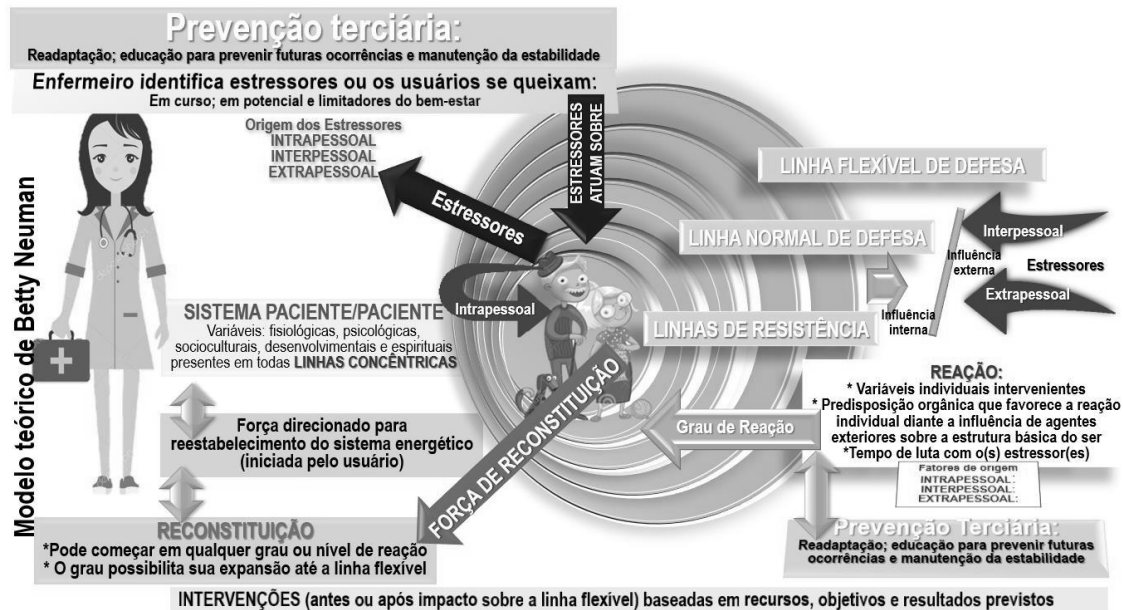 Prevenção terciária:
Readaptação; educação para prevenir futuras ocorrências e manutenção da estabilidade
Enfermeiro identifica estressores ou os usuários se queixam:
Em curso; em potencial e limitadores do bem-estar
Origem dos Estressores
INTRAPESSOAL
INTERPESSOAL
EXTRAPESSOAL
Estressores
ESTRESSORES
ATUAM SOBRE
LINHA FLEXÍVEL DE DEFESA
LINHA NORMAL DE DEFESA
LINHAS DE RESISTÊNCIA
Interpessoal
Influência
externa
Estressores
Extrapessoal
Influência
interna
Intrapessoal
Modelo teórico de Betty Neuman
SISTEMA PACIENTE/PACIENTE
Variáveis: fisiológicas, psicológicas,
socioculturais, desenvolvimentais e espirituais
presentes em todas LINHAS CONCÊNTRICAS
Força direcionado para
reestabelecimento do sistema energético
(iniciada pelo usuário)
FORÇA DE RECONSTITUIÇÃO
Grau de Reação
REAÇÃO:
* Variáveis individuais intervenientes
* Predisposição orgânica que favorece a reação
individual diante a influência de agentes
exteriores sobre a estrutura básica do ser
*Tempo de luta com o(s) estressor(es)
Fatores de origem
INTRAPESSOAL:
INTERPESSOAL:
EXTRAPESSOAL:
RECONSTITUIÇÃO
*Pode começar em qualquer grau ou nível de reação
* O grau possibilita sua expansão até a linha flexível
Prevenção Terciária:
Readaptação; educação para prevenir futuras
ocorrências e manutenção da estabilidade
INTERVENÇÕES (antes ou após impacto sobre a linha flexível) baseadas em recursos, objetivos e resultados previstos